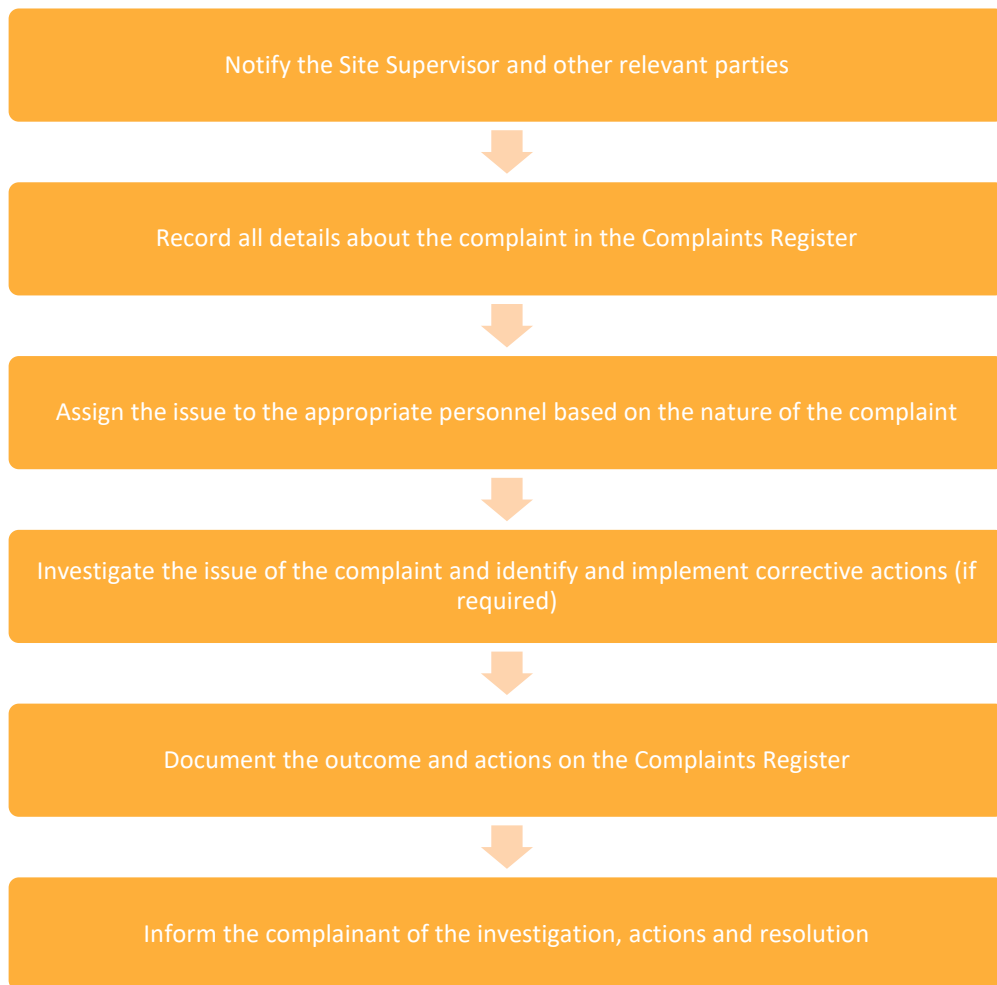 Notify the Site Supervisor and other relevant parties
Record all details about the complaint in the Complaints Register
Assign the issue to the appropriate personnel based on the nature of the complaint
Investigate the issue of the complaint and identify and implement corrective actions (if
required)
Document the outcome and actions on the Complaints Register
Inform the complainant of the investigation, actions and resolution